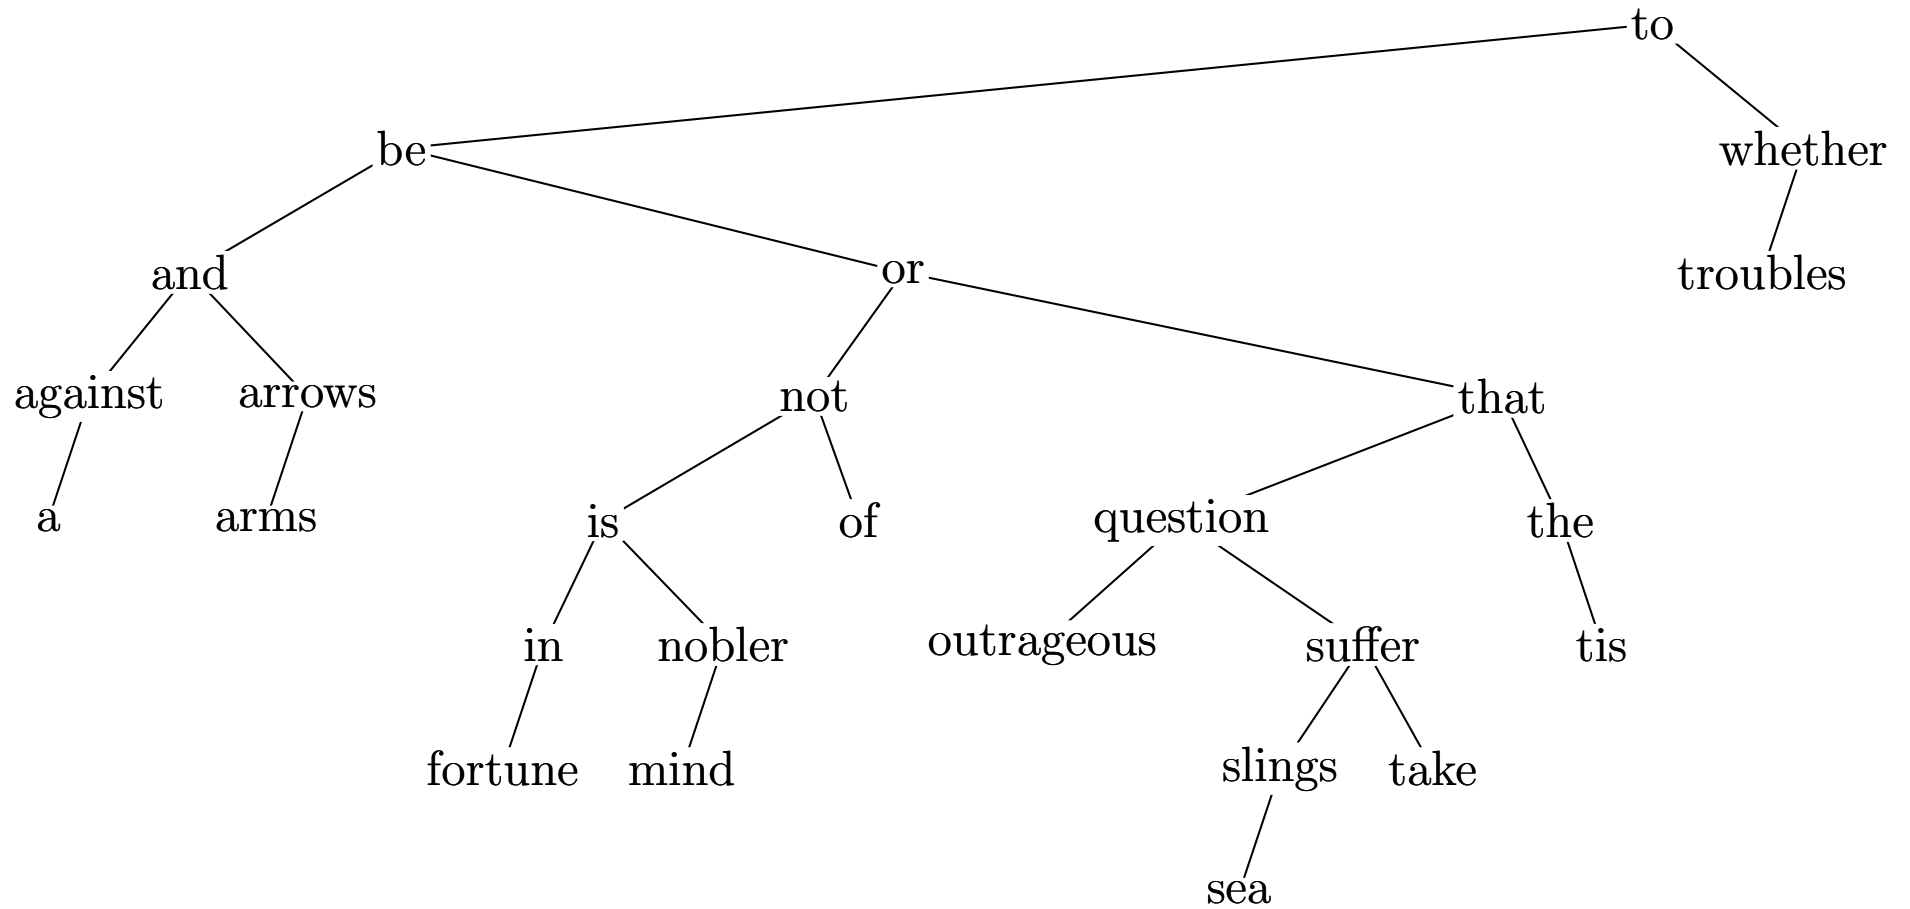 to
be whether
and or troubles
against arrows not that
a arms is of question the
in nobler outrageous suffer tis
fortune mind slings take
sea